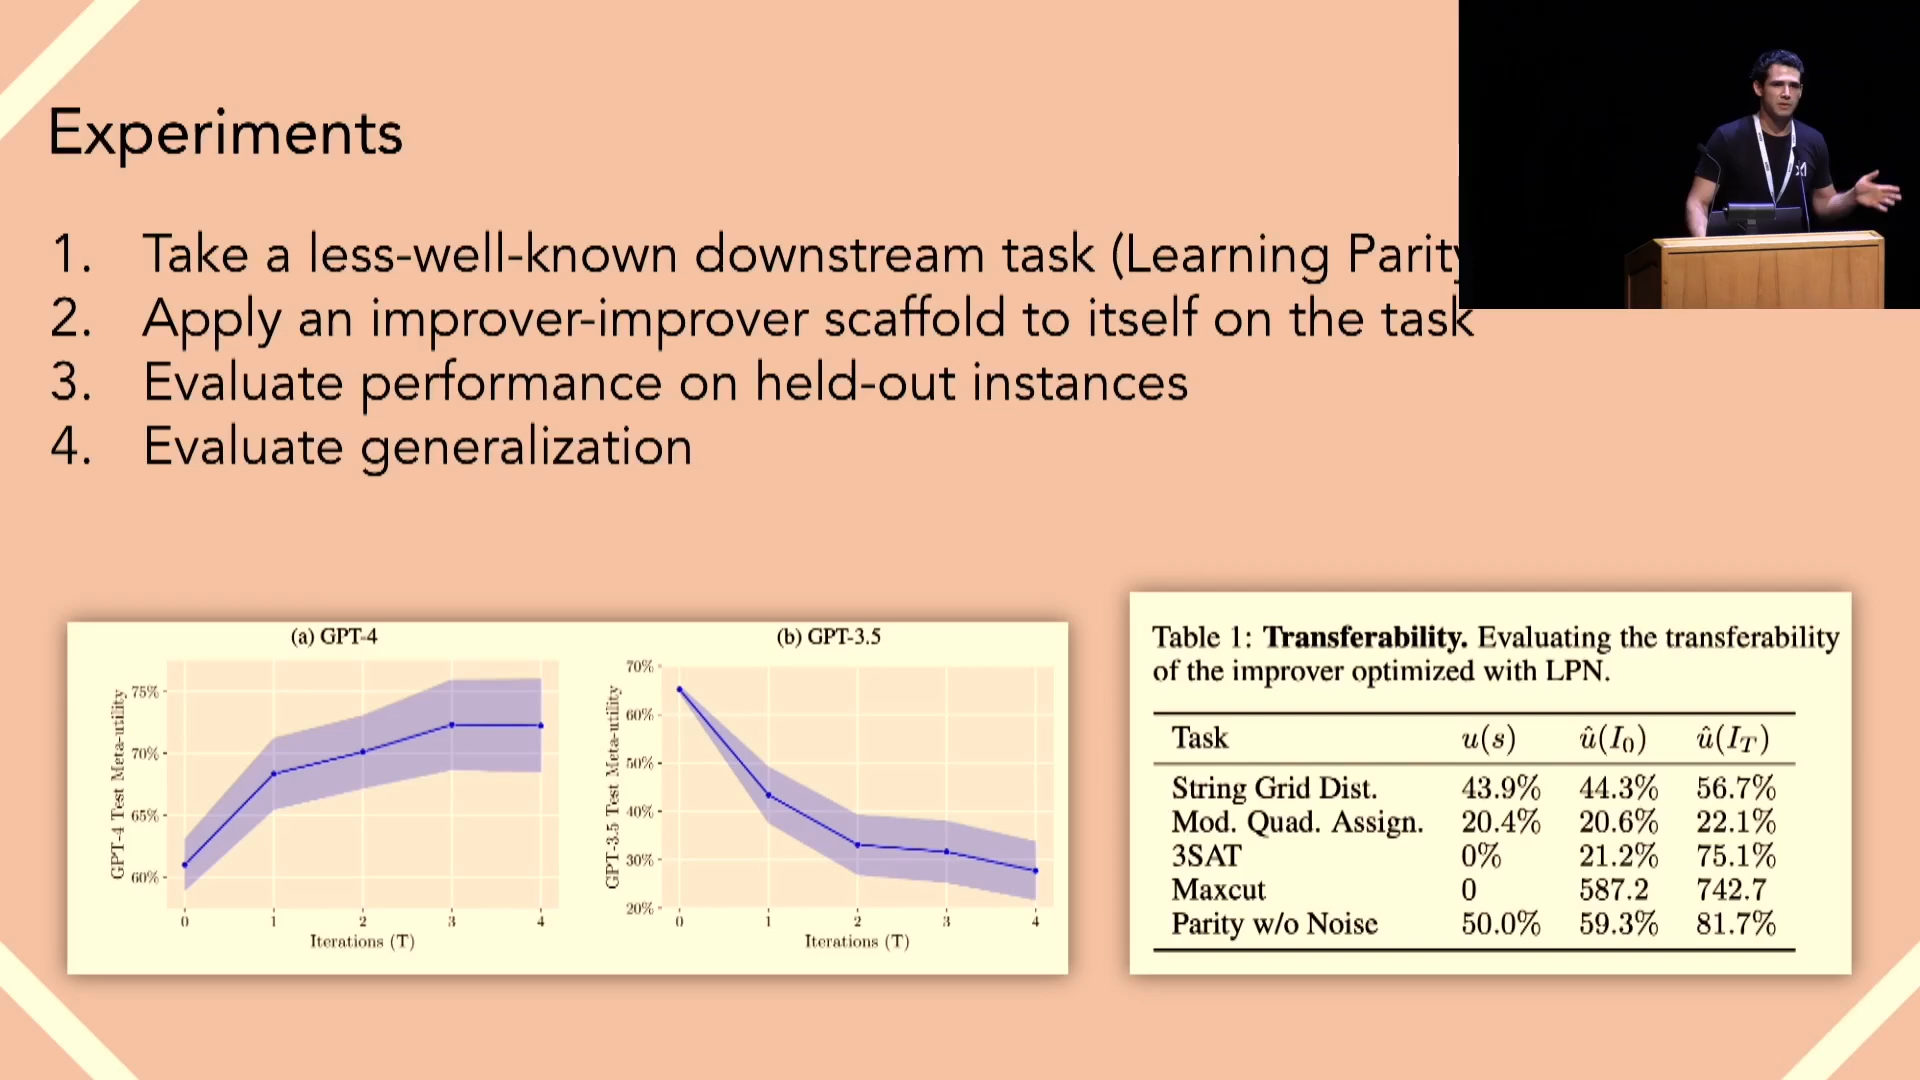 Experiments
1. Take a less-well-known downstream task (Learning Parity
2. Apply an improver-improver scaffold to itself on the task
3. Evaluate performance on held-out instances
4. Evaluate generalization
(a) GPT-4
GPT-4 Test Meta-utility
75%
70%
65%
60%
0 1 2 3 4
Iterations (T)
(b) GPT-3.5
GPT-3.5 Test Meta-utility
70%
60%
50%
40%
30%
20%
0 1 2 3 4
Iterations (T)
Table 1: Transferability. Evaluating the transferability
of the improver optimized with LPN.
Task u(s) û(I₀) û(I_T)
String Grid Dist. 43.9% 44.3% 56.7%
Mod. Quad. Assign. 20.4% 20.6% 22.1%
3SAT 0% 21.2% 75.1%
Maxcut 0 587.2 742.7
Parity w/o Noise 50.0% 59.3% 81.7%